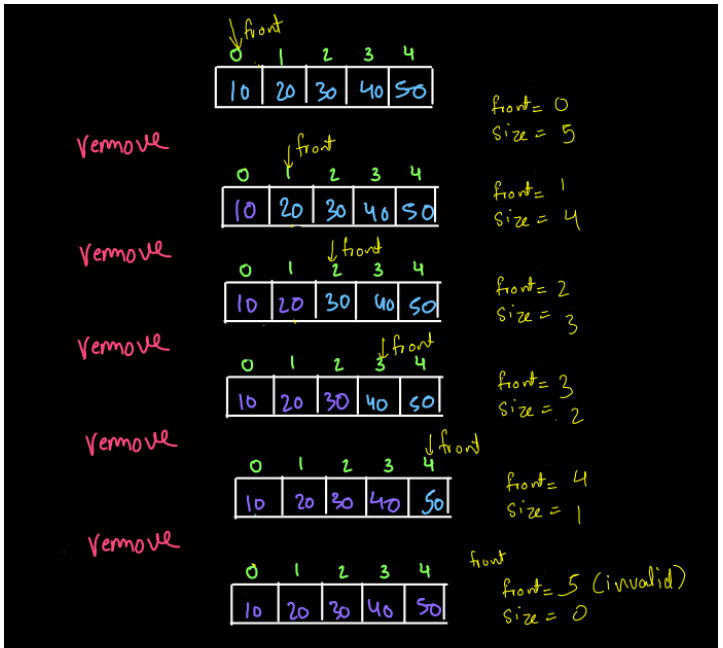 front
0 1 2 3 4
10 20 30 40 50
front = 0
size = 5
remove
front
0 1 2 3 4
10 20 30 40 50
front = 1
size = 4
remove
front
0 1 2 3 4
10 20 30 40 50
front = 2
size = 3
remove
front
0 1 2 3 4
10 20 30 40 50
front = 3
size = 2
remove
front
0 1 2 3 4
10 20 30 40 50
front = 4
size = 1
remove
front
0 1 2 3 4
10 20 30 40 50
front = 5 (invalid)
size = 0